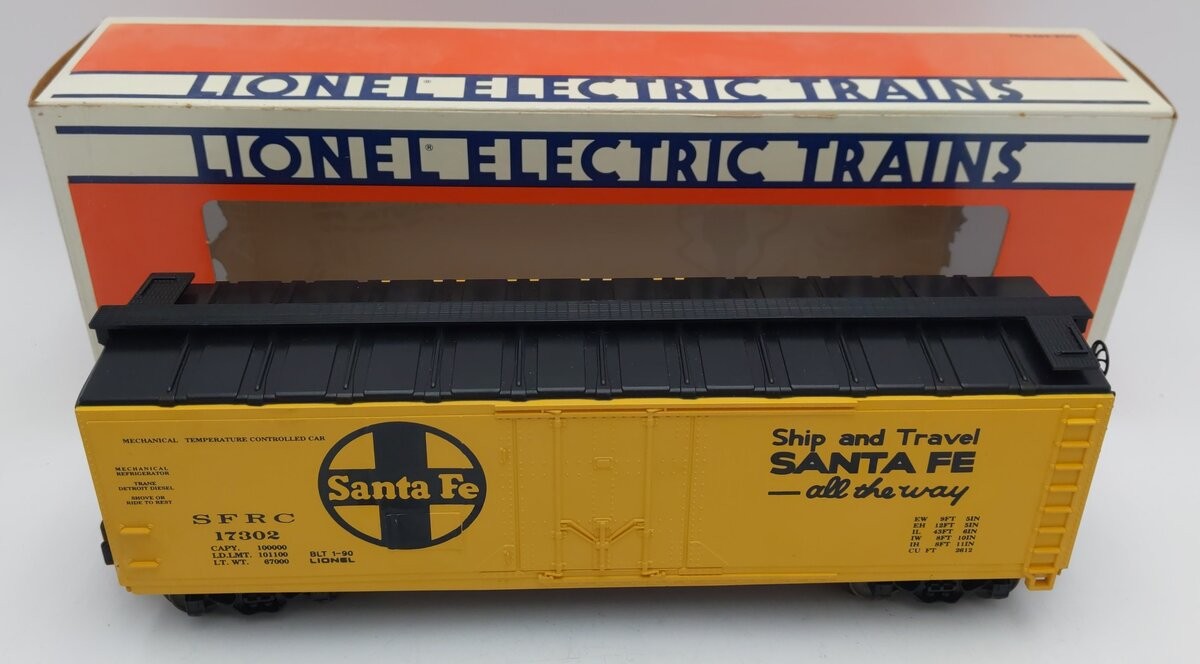 LIONEL® ELECTRIC TRAINS
LIONEL® ELECTRIC TRAINS
MECHANICAL TEMPERATURE CONTROLLED CAR
MECHANICAL
REFRIGERATOR
TRANE
DETROIT DIESEL
SHOVE OR
RIDE TO REST
SFRC
17302
CAPY. 100000
LD.LMT. 101100
LT. WT. 67000
BLT 1-90
LIONEL
Santa Fe
Ship and Travel
SANTA FE
— all the way
EW 9FT 5IN
EH 12FT 5IN
IL 43FT 6IN
IW 8FT 10IN
IH 8FT 11IN
CU FT 2612